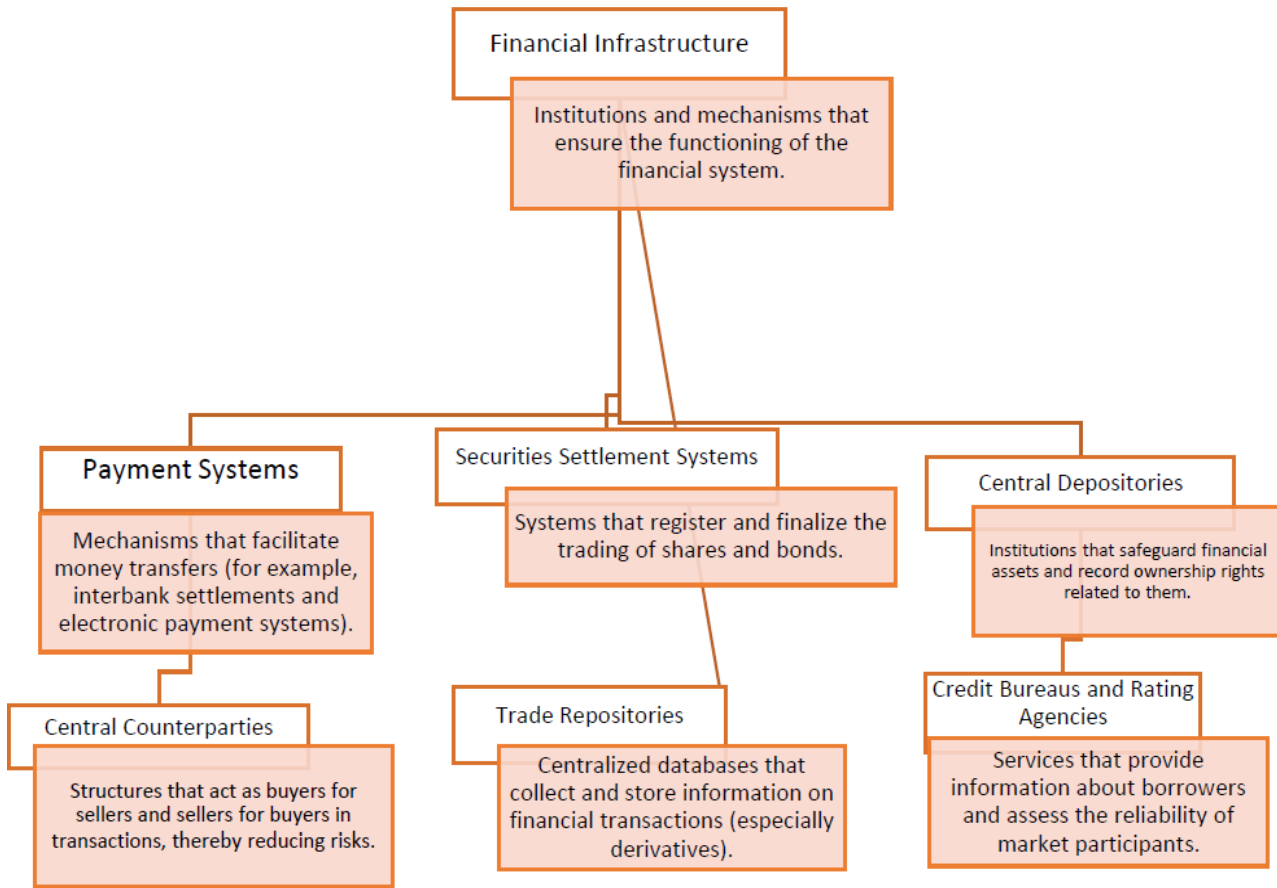 Financial Infrastructure
Institutions and mechanisms that
ensure the functioning of the
financial system.
Payment Systems
Mechanisms that facilitate
money transfers (for example,
interbank settlements and
electronic payment systems).
Securities Settlement Systems
Systems that register and finalize the
trading of shares and bonds.
Central Depositories
Institutions that safeguard financial
assets and record ownership rights
related to them.
Central Counterparties
Structures that act as buyers for
sellers and sellers for buyers in
transactions, thereby reducing risks.
Trade Repositories
Centralized databases that
collect and store information on
financial transactions (especially
derivatives).
Credit Bureaus and Rating
Agencies
Services that provide
information about borrowers
and assess the reliability of
market participants.